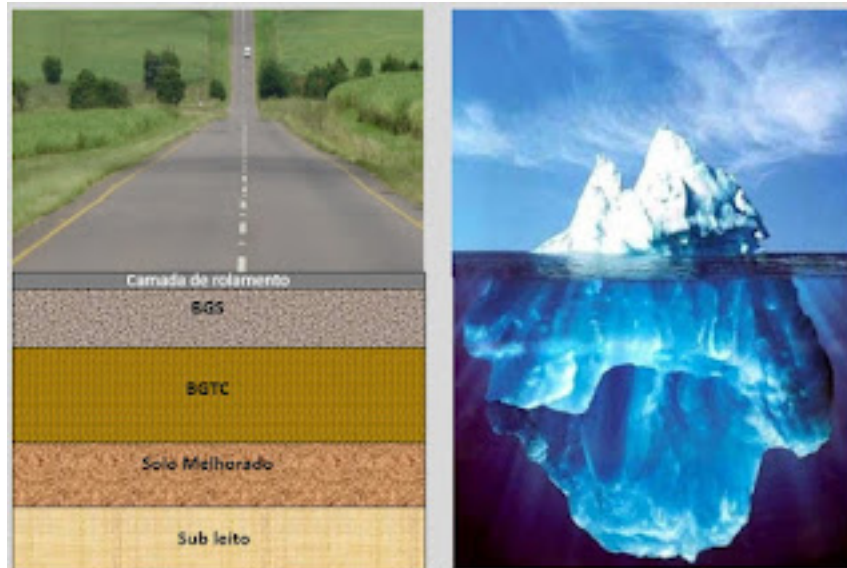 Camada de rolamento
BGS
BGTC
Solo Melhorado
Sub leito